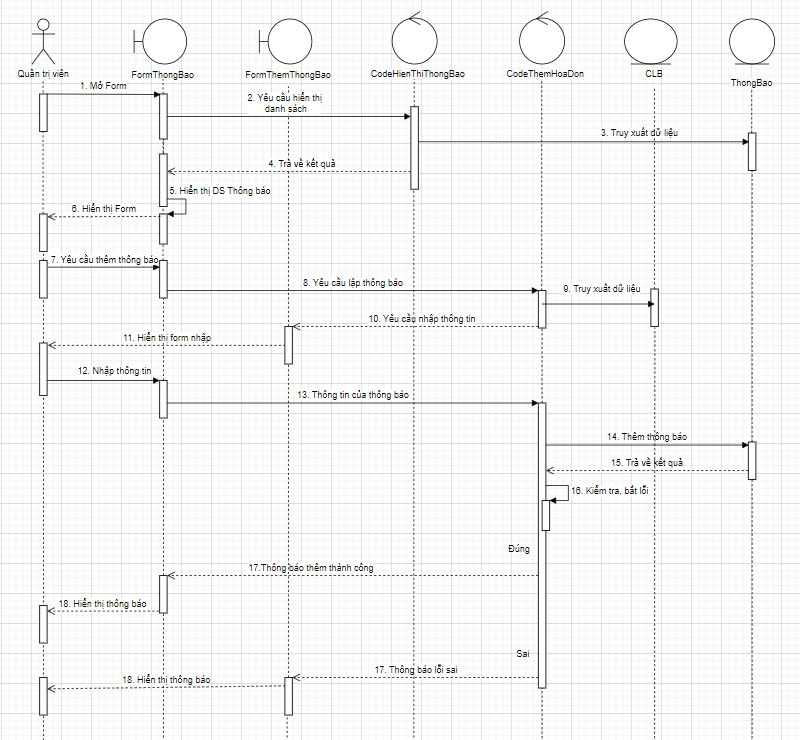 Quản trị viên
FormThongBao
FormThemThongBao
CodeHienThiThongBao
CodeThemHoaDon
CLB
ThongBao
1. Mở Form
2. Yêu cầu hiển thị
danh sách
3. Truy xuất dữ liệu
4. Trả về kết quả
5. Hiển thị DS Thông báo
6. Hiển thị Form
7. Yêu cầu thêm thông báo
8. Yêu cầu lập thông báo
9. Truy xuất dữ liệu
10. Yêu cầu nhập thông tin
11. Hiển thị form nhập
12. Nhập thông tin
13. Thông tin của thông báo
14. Thêm thông báo
15. Trả về kết quả
16. Kiểm tra, bắt lỗi
Đúng
17.Thông báo thêm thành công
18. Hiển thị thông báo
Sai
17. Thông báo lỗi sai
18. Hiển thị thông báo